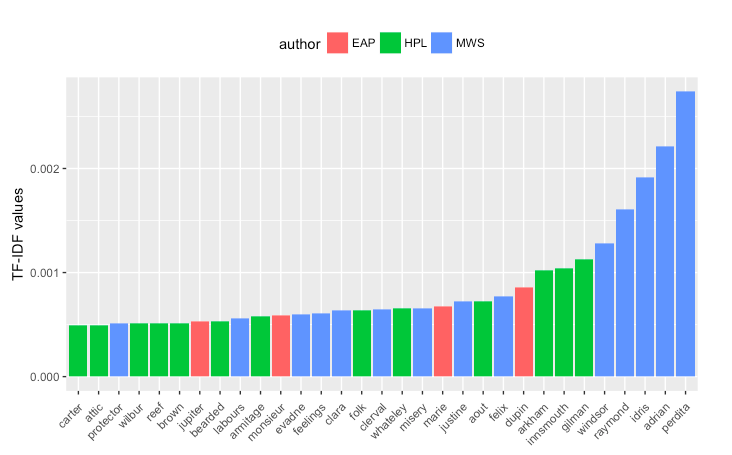 author EAP HPL MWS
TF-IDF values
0.002
0.001
0.000
carter attic protector wilbur reef brown jupiter bearded labours armitage monsieur evadne feelings clara folk clerval whateley misery marie justine aout felix dupin arkham innsmouth gilman windsor raymond idris adrian perdita